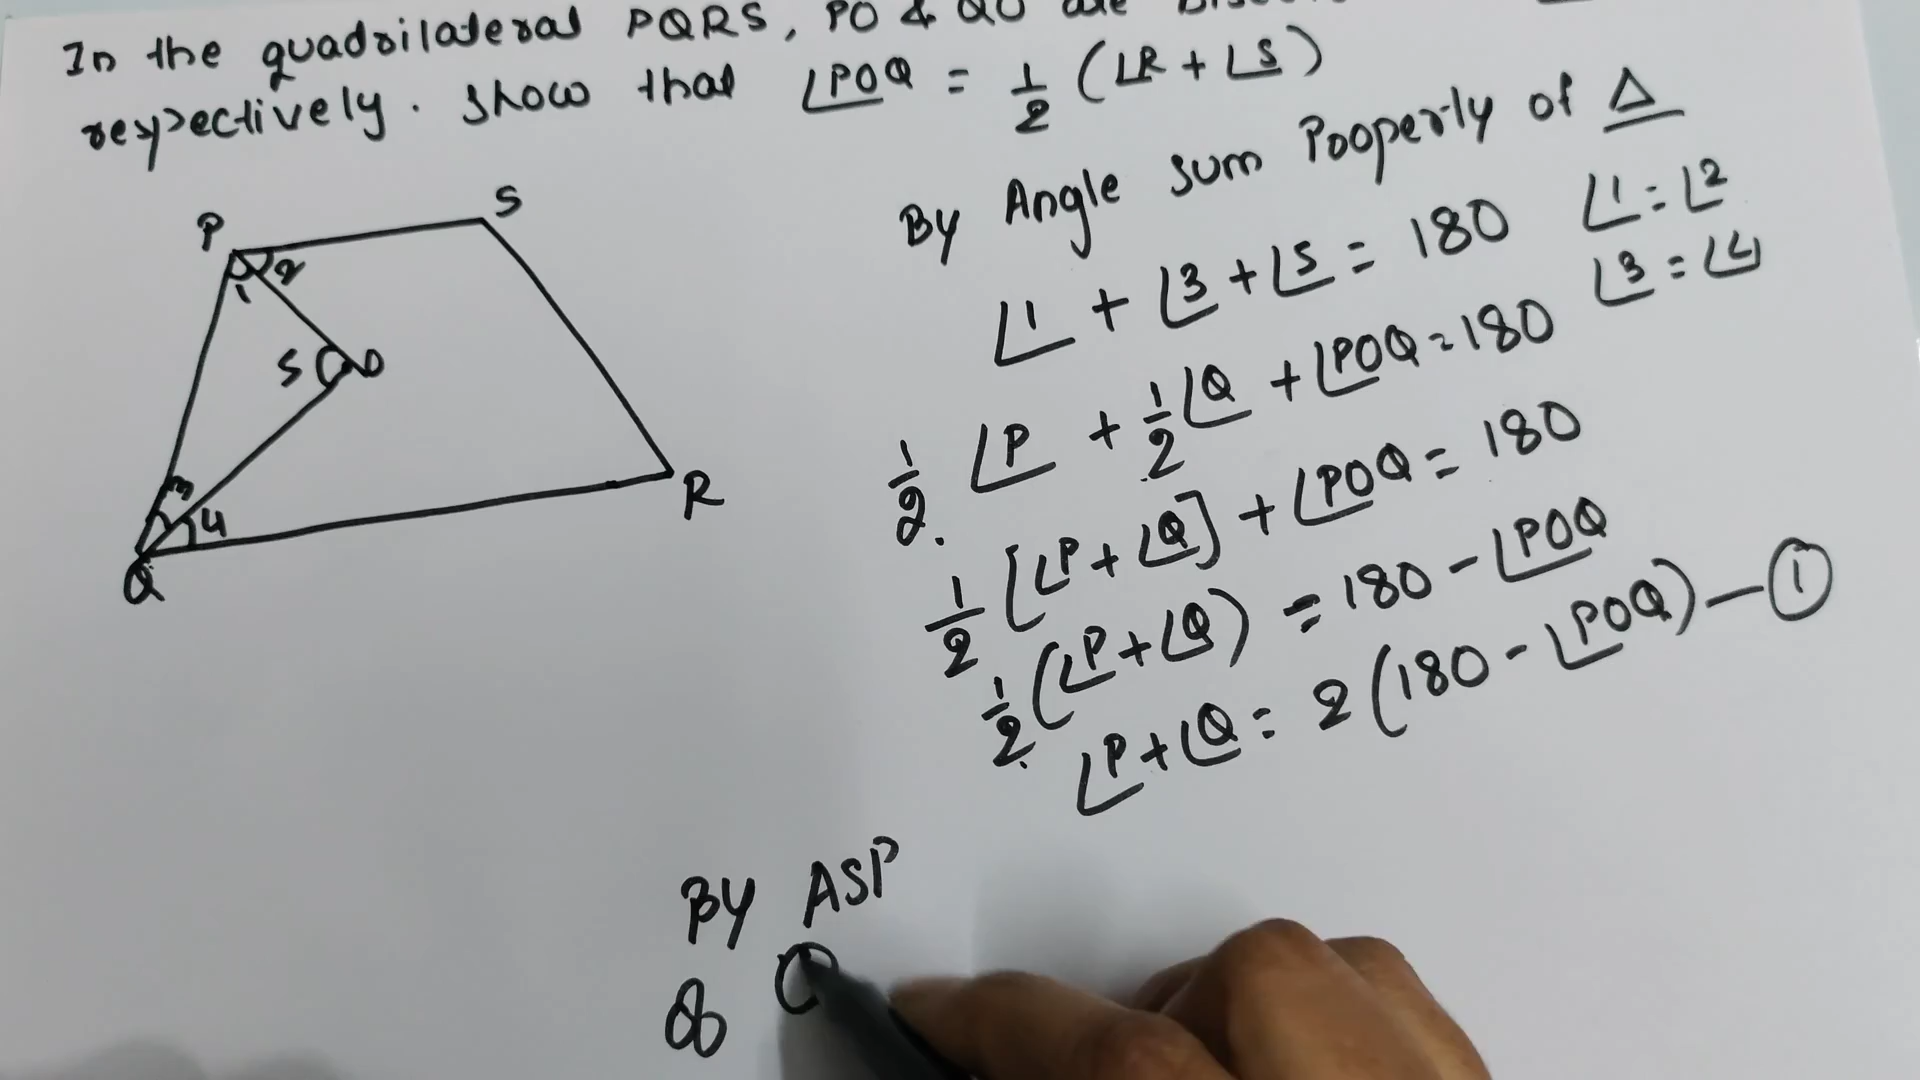 In the quadrilateral PQRS, PO & QO are
respectively. Show that ∠POQ = 1/2 (∠R + ∠S)
By Angle sum Property of Δ
∠1 + ∠3 + ∠5 = 180
∠1 = ∠2
∠3 = ∠4
1/2. ∠P + 1/2 ∠Q + ∠POQ = 180
1/2 [∠P + ∠Q] + ∠POQ = 180
1/2 (∠P + ∠Q) = 180 - ∠POQ
∠P + ∠Q = 2 (180 - ∠POQ) — ①
P
S
2
1
5
O
3
4
Q
R
By ASP
of